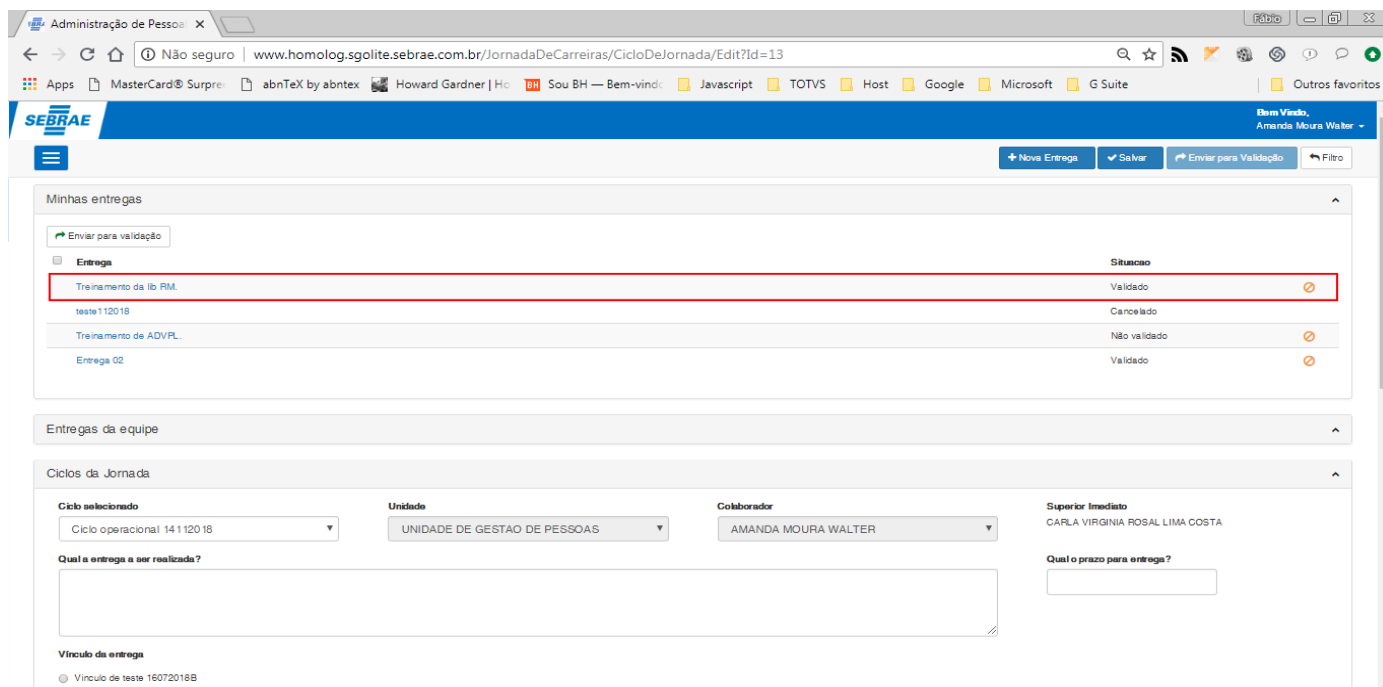 Administração de Pessoa
Fábio
Não seguro | www.homolog.sgolite.sebrae.com.br/JornadaDeCarreiras/CicloDeJornada/Edit?Id=13
Apps MasterCard® Surpre abnTeX by abntex Howard Gardner | Ho BH Sou BH — Bem-vindo Javascript TOTVS Host Google Microsoft G Suite Outros favoritos
SEBRAE
Bem Vindo,
Amanda Moura Walter
Nova Entrega Salvar Enviar para Validação Filtro
Minhas entregas
Enviar para validação
Entrega Situacao
Treinamento da lib RM. Validado
teste112018 Cancelado
Treinamento de ADVPL.. Não validado
Entrega 02 Validado
Entregas da equipe
Ciclos da Jornada
Ciclo selecionado Unidade Colaborador Superior Imediato
Ciclo operacional 14112018 UNIDADE DE GESTAO DE PESSOAS AMANDA MOURA WALTER CARLA VIRGINIA ROSAL LIMA COSTA
Qual a entrega a ser realizada? Qual o prazo para entrega?
Vínculo da entrega
Vinculo de teste 16072018B